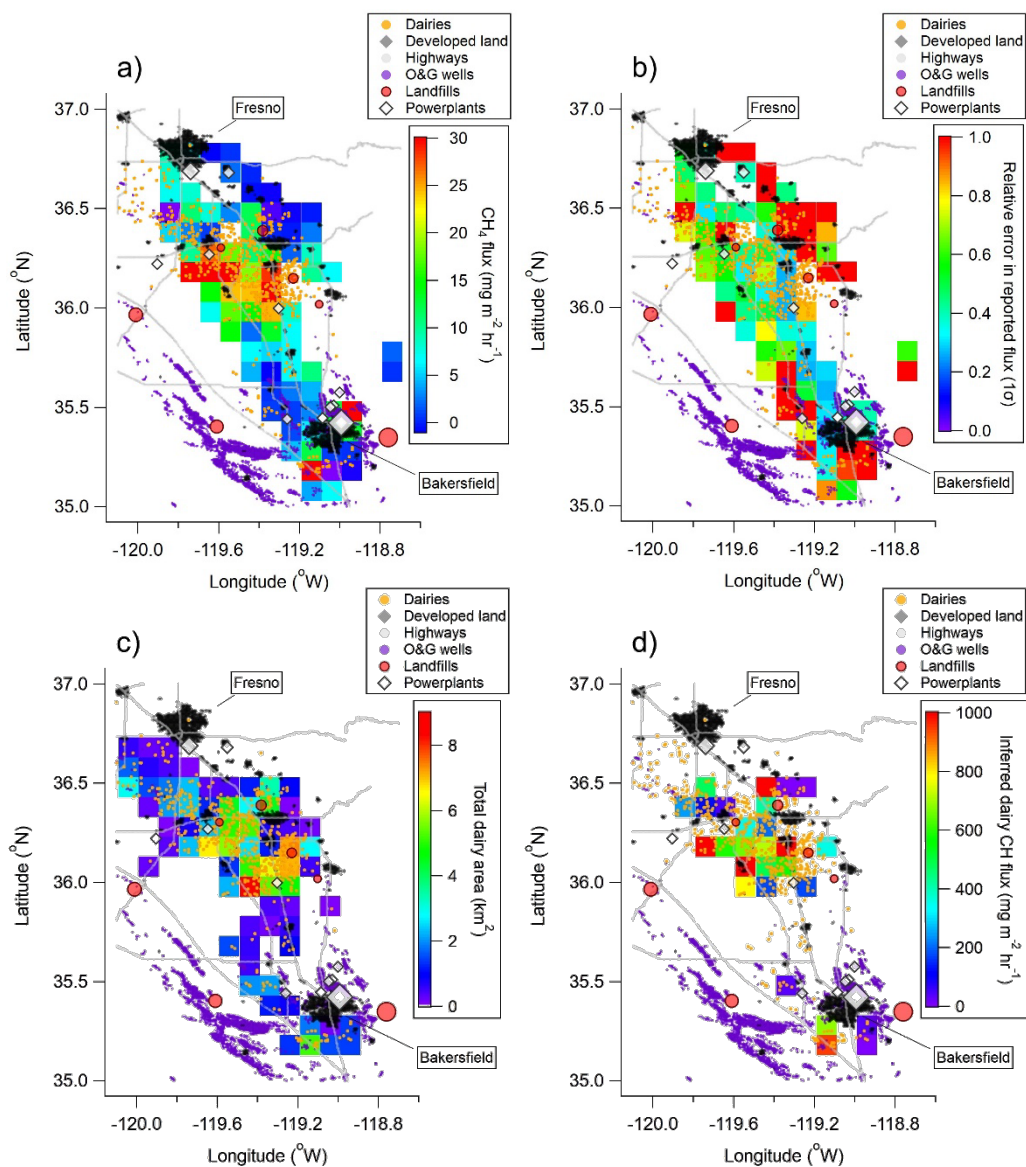 a)
Dairies
Developed land
Highways
O&G wells
Landfills
Powerplants
Fresno
Bakersfield
37.0
36.5
36.0
35.5
35.0
Latitude (°N)
-120.0
-119.6
-119.2
-118.8
Longitude (°W)
30
25
20
15
10
5
0
CH₄ flux (mg m⁻² hr⁻¹)
b)
Dairies
Developed land
Highways
O&G wells
Landfills
Powerplants
Fresno
Bakersfield
37.0
36.5
36.0
35.5
35.0
Latitude (°N)
-120.0
-119.6
-119.2
-118.8
Longitude (°W)
1.0
0.8
0.6
0.4
0.2
0.0
Relative error in reported flux (1σ)
c)
Dairies
Developed land
Highways
O&G wells
Landfills
Powerplants
Fresno
Bakersfield
37.0
36.5
36.0
35.5
35.0
Latitude (°N)
-120.0
-119.6
-119.2
-118.8
Longitude (°W)
8
6
4
2
0
Total dairy area (km²)
d)
Dairies
Developed land
Highways
O&G wells
Landfills
Powerplants
Fresno
Bakersfield
37.0
36.5
36.0
35.5
35.0
Latitude (°N)
-120.0
-119.6
-119.2
-118.8
Longitude (°W)
1000
800
600
400
200
0
Inferred dairy CH flux (mg m⁻² hr⁻¹)